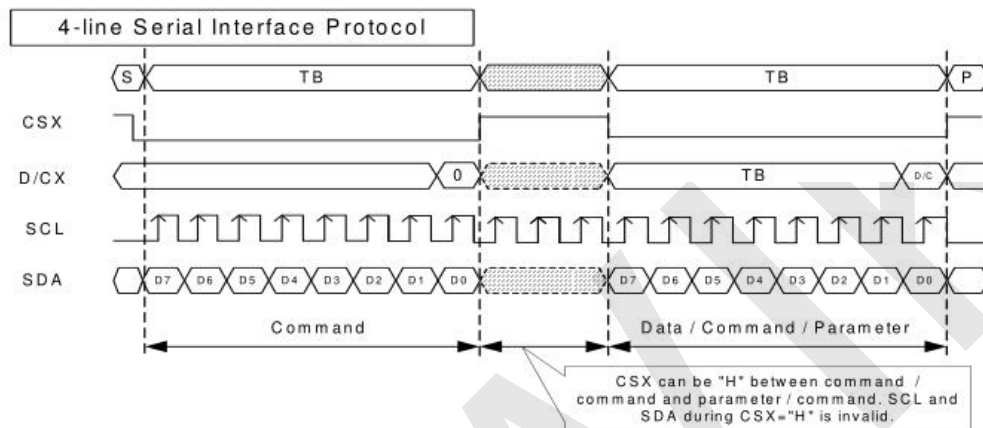 4-line Serial Interface Protocol
S TB TB P
CSX
D/CX 0 TB D/C
SCL
SDA D7 D6 D5 D4 D3 D2 D1 D0 D7 D6 D5 D4 D3 D2 D1 D0
Command Data / Command / Parameter
CSX can be "H" between command /
command and parameter / command. SCL and
SDA during CSX="H" is invalid.